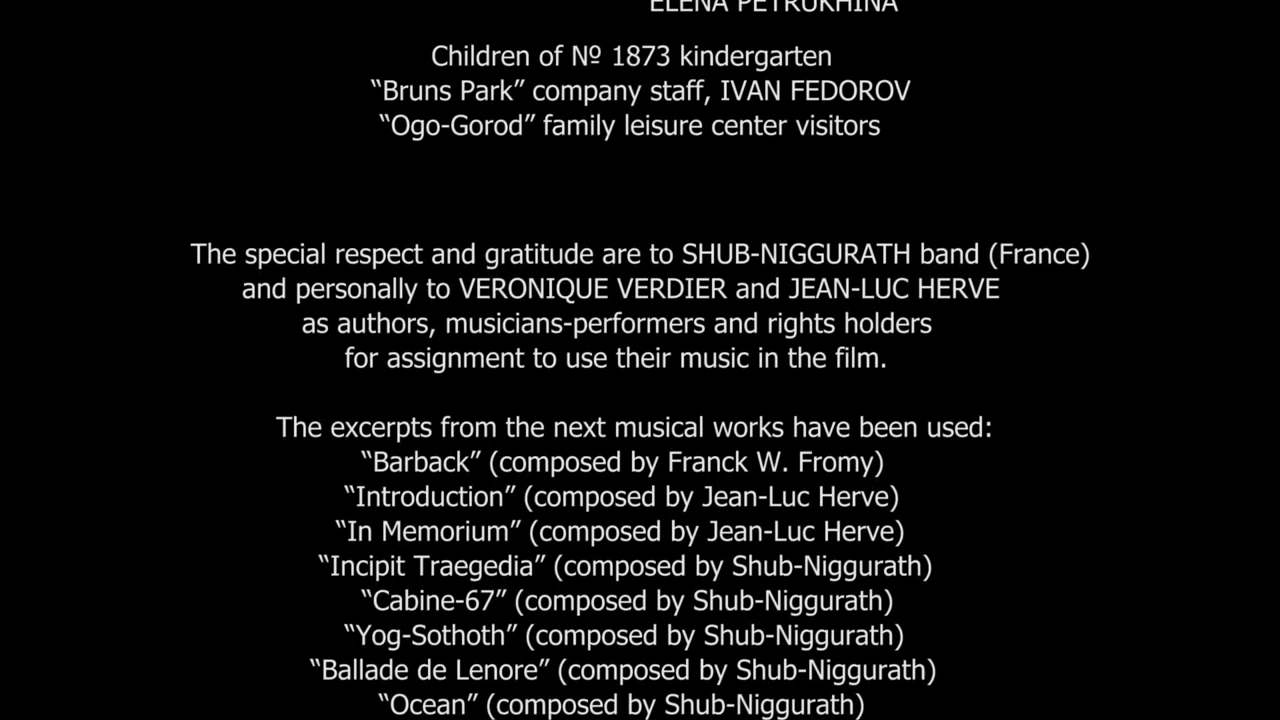 ELENA PETRUKHINA
Children of № 1873 kindergarten
“Bruns Park” company staff, IVAN FEDOROV
“Ogo-Gorod” family leisure center visitors
The special respect and gratitude are to SHUB-NIGGURATH band (France)
and personally to VERONIQUE VERDIER and JEAN-LUC HERVE
as authors, musicians-performers and rights holders
for assignment to use their music in the film.
The excerpts from the next musical works have been used:
“Barback” (composed by Franck W. Fromy)
“Introduction” (composed by Jean-Luc Herve)
“In Memorium” (composed by Jean-Luc Herve)
“Incipit Traegedia” (composed by Shub-Niggurath)
“Cabine-67” (composed by Shub-Niggurath)
“Yog-Sothoth” (composed by Shub-Niggurath)
“Ballade de Lenore” (composed by Shub-Niggurath)
“Ocean” (composed by Shub-Niggurath)